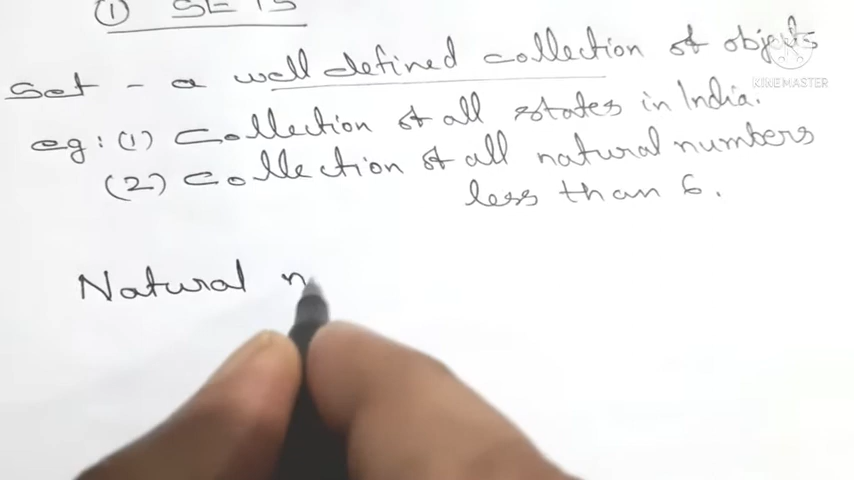 ① SETS
Set - a well defined collection of objects
KINEMASTER
eg: (1) Collection of all states in India.
(2) Collection of all natural numbers
less than 6.
Natural n